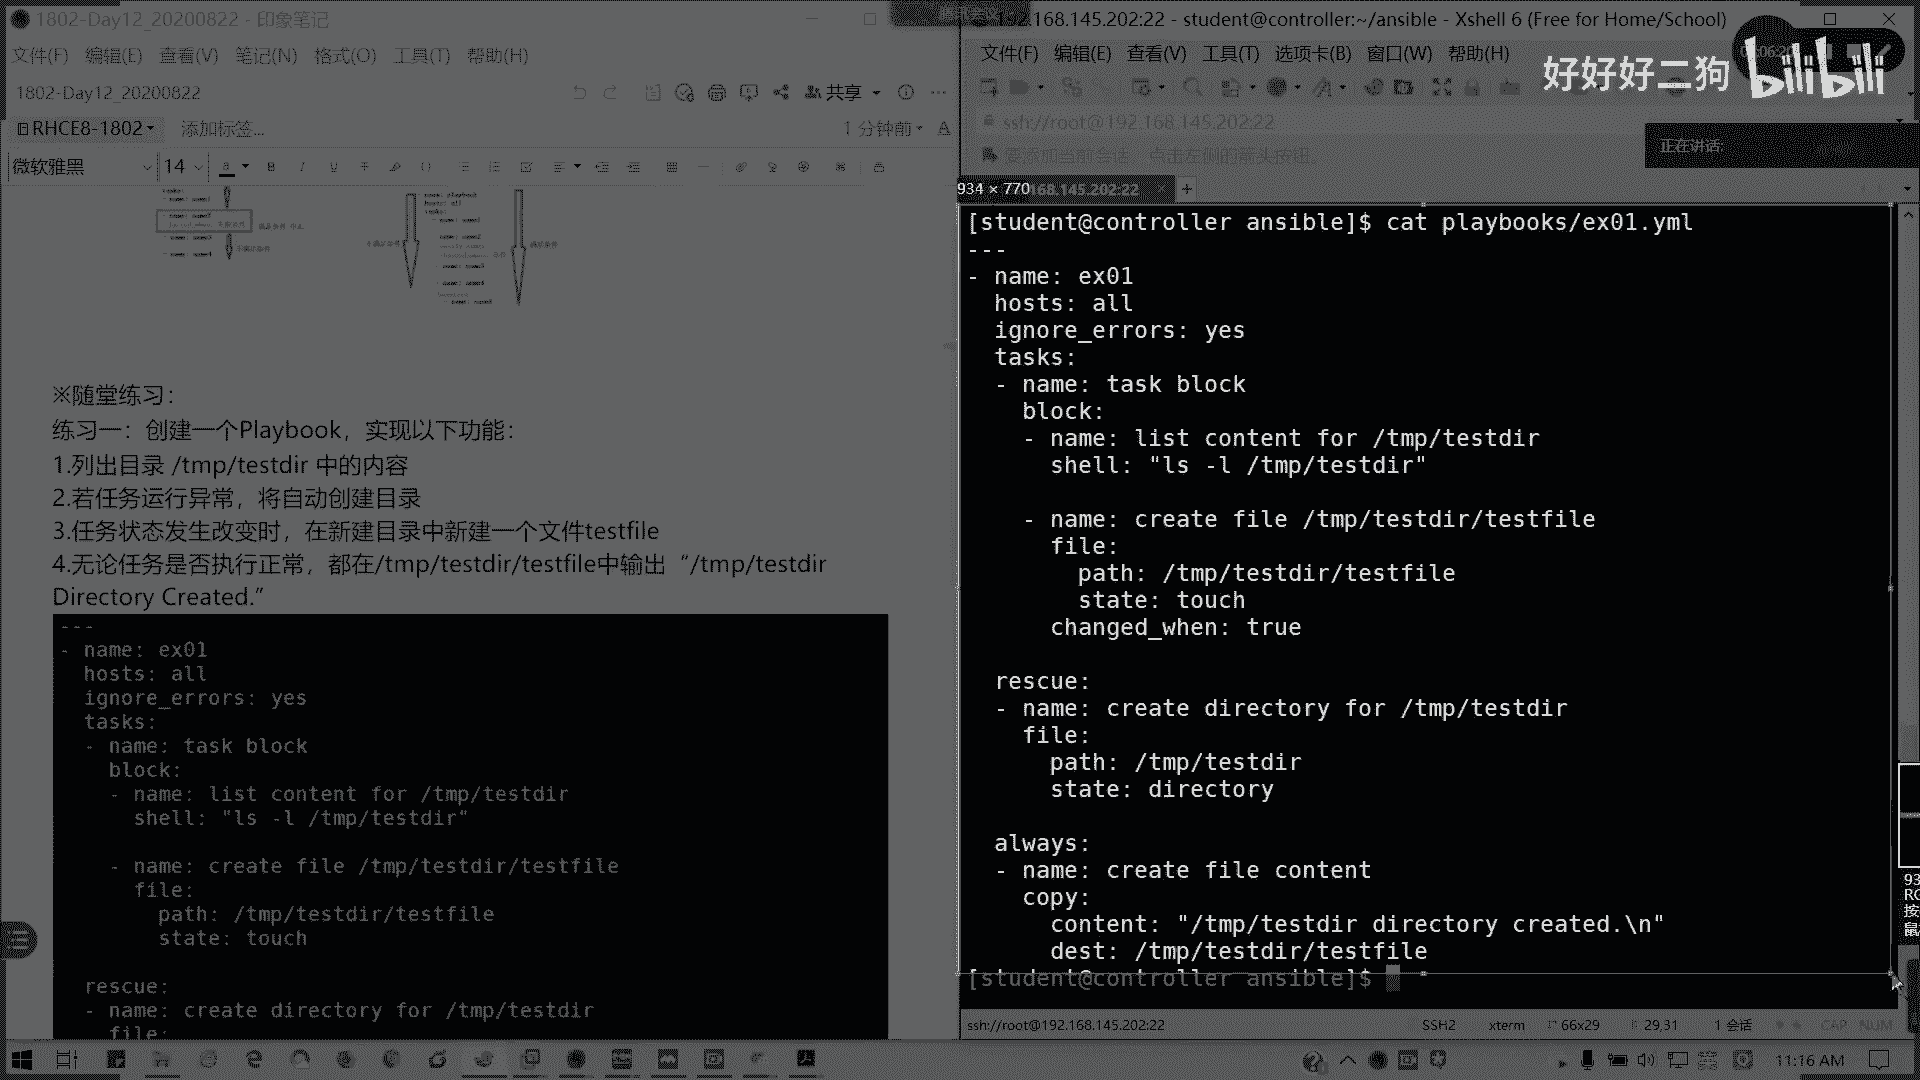 1802-Day12_20200822 - 印象笔记
文件(F) 编辑(E) 查看(V) 笔记(N) 格式(O) 工具(T) 帮助(H)
1802-Day12_20200822
共享
RHCE8-1802
添加标签...
1 分钟前
微软雅黑
14
※随堂练习：
练习一：创建一个Playbook，实现以下功能：
1.列出目录 /tmp/testdir 中的内容
2.若任务运行异常，将自动创建目录
3.任务状态发生改变时，在新建目录中新建一个文件testfile
4.无论任务是否执行正常，都在/tmp/testdir/testfile中输出“/tmp/testdir
Directory Created.”
---
- name: ex01
hosts: all
ignore_errors: yes
tasks:
- name: task block
block:
- name: list content for /tmp/testdir
shell: "ls -l /tmp/testdir"
- name: create file /tmp/testdir/testfile
file:
path: /tmp/testdir/testfile
state: touch
rescue:
- name: create directory for /tmp/testdir
file:
.168.145.202:22 - student@controller:~/ansible - Xshell 6 (Free for Home/School)
文件(F) 编辑(E) 查看(V) 工具(T) 选项卡(B) 窗口(W) 帮助(H)
好好好二狗 bilibili
ssh://root@192.168.145.202:22
要添加当前会话，点击左侧的箭头按钮。
正在讲话:
934 × 770
168.145.202:22
[student@controller ansible]$ cat playbooks/ex01.yml
---
- name: ex01
hosts: all
ignore_errors: yes
tasks:
- name: task block
block:
- name: list content for /tmp/testdir
shell: "ls -l /tmp/testdir"
- name: create file /tmp/testdir/testfile
file:
path: /tmp/testdir/testfile
state: touch
changed_when: true
rescue:
- name: create directory for /tmp/testdir
file:
path: /tmp/testdir
state: directory
always:
- name: create file content
copy:
content: "/tmp/testdir directory created.\n"
dest: /tmp/testdir/testfile
[student@controller ansible]$
ssh://root@192.168.145.202:22
SSH2
xterm
66x29
29,31
1 会话
CAP NUM
11:16 AM